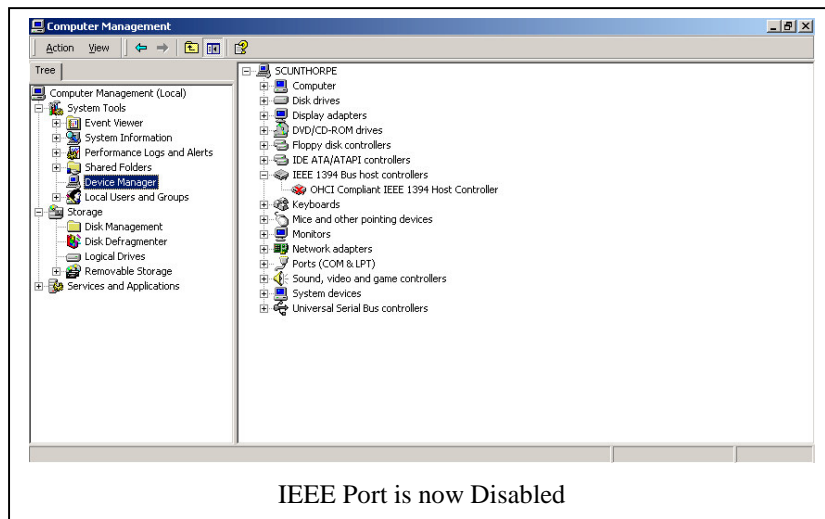 Computer Management
Action View
Tree
Computer Management (Local)
System Tools
Event Viewer
System Information
Performance Logs and Alerts
Shared Folders
Device Manager
Local Users and Groups
Storage
Disk Management
Disk Defragmenter
Logical Drives
Removable Storage
Services and Applications
SCUNTHORPE
Computer
Disk drives
Display adapters
DVD/CD-ROM drives
Floppy disk controllers
IDE ATA/ATAPI controllers
IEEE 1394 Bus host controllers
OHCI Compliant IEEE 1394 Host Controller
Keyboards
Mice and other pointing devices
Monitors
Network adapters
Ports (COM & LPT)
Sound, video and game controllers
System devices
Universal Serial Bus controllers
IEEE Port is now Disabled